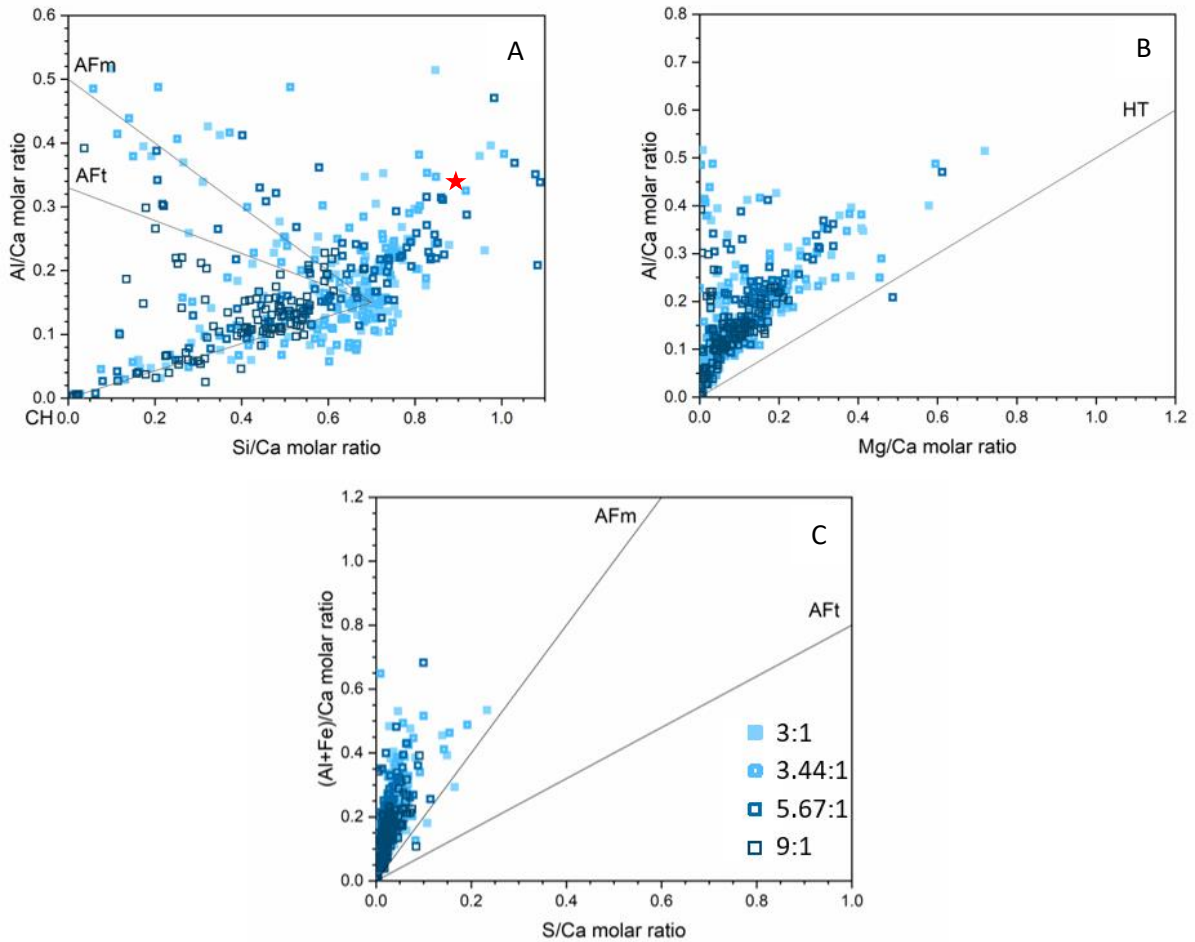 A
0.6
0.5
0.4
0.3
0.2
0.1
0.0
AFm
AFt
CH
0.0 0.2 0.4 0.6 0.8 1.0
Al/Ca molar ratio
Si/Ca molar ratio
B
0.8
0.7
0.6
0.5
0.4
0.3
0.2
0.1
0.0
HT
0.0 0.2 0.4 0.6 0.8 1.0 1.2
Al/Ca molar ratio
Mg/Ca molar ratio
C
1.2
1.0
0.8
0.6
0.4
0.2
0.0
AFm
AFt
3:1
3.44:1
5.67:1
9:1
0.0 0.2 0.4 0.6 0.8 1.0
(Al+Fe)/Ca molar ratio
S/Ca molar ratio